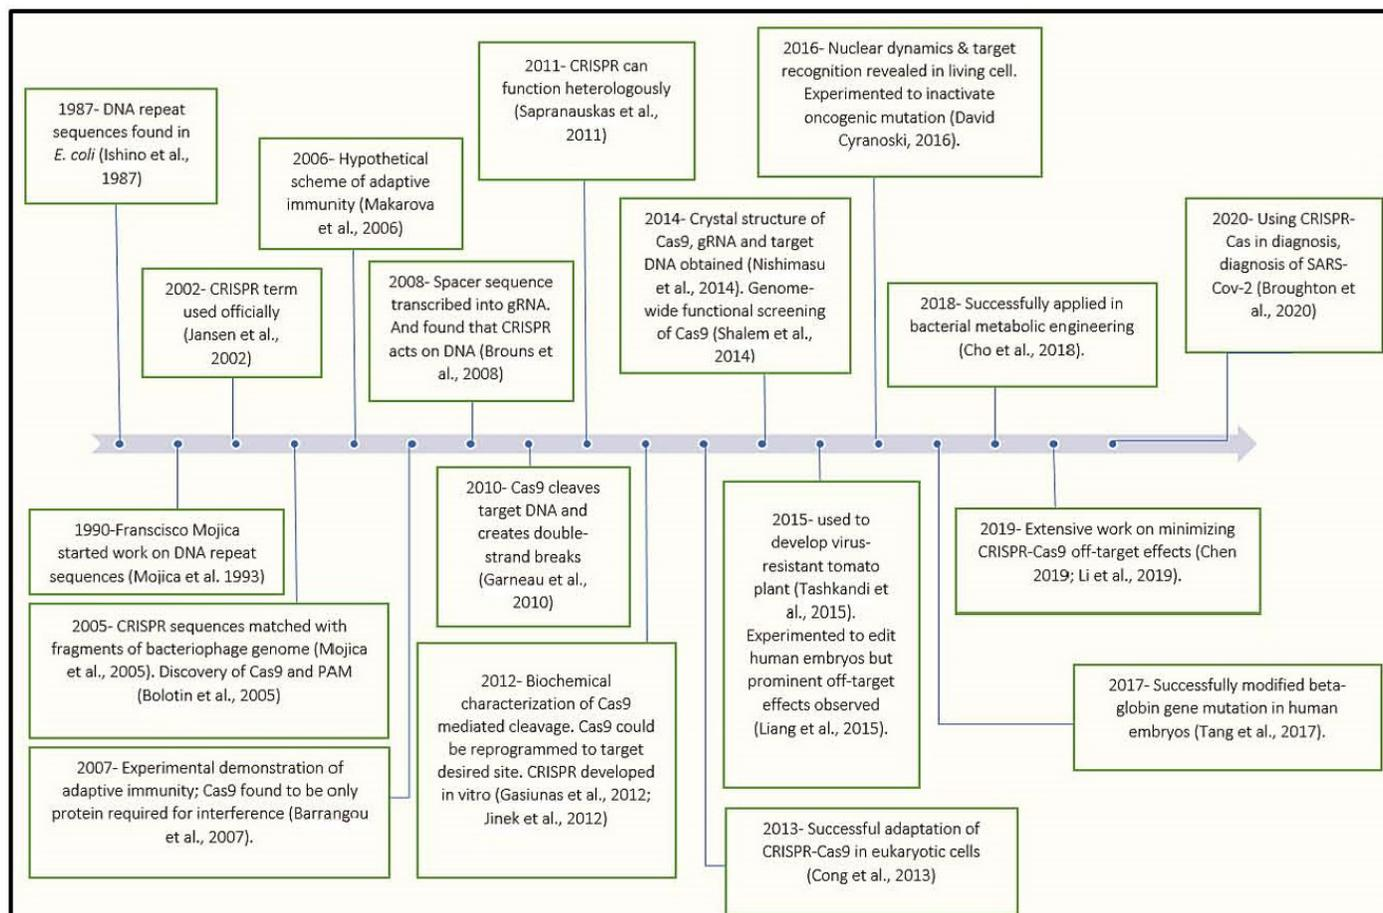 1987- DNA repeat
sequences found in
E. coli (Ishino et al.,
1987)
1990-Franscisco Mojica
started work on DNA repeat
sequences (Mojica et al. 1993)
2002- CRISPR term
used officially
(Jansen et al.,
2002)
2005- CRISPR sequences matched with
fragments of bacteriophage genome (Mojica
et al., 2005). Discovery of Cas9 and PAM
(Bolotin et al., 2005)
2006- Hypothetical
scheme of adaptive
immunity (Makarova
et al., 2006)
2007- Experimental demonstration of
adaptive immunity; Cas9 found to be only
protein required for interference (Barrangou
et al., 2007).
2008- Spacer sequence
transcribed into gRNA.
And found that CRISPR
acts on DNA (Brouns et
al., 2008)
2010- Cas9 cleaves
target DNA and
creates double-
strand breaks
(Garneau et al.,
2010)
2011- CRISPR can
function heterologously
(Sapranauskas et al.,
2011)
2012- Biochemical
characterization of Cas9
mediated cleavage. Cas9 could
be reprogrammed to target
desired site. CRISPR developed
in vitro (Gasiunas et al., 2012;
Jinek et al., 2012)
2013- Successful adaptation of
CRISPR-Cas9 in eukaryotic cells
(Cong et al., 2013)
2014- Crystal structure of
Cas9, gRNA and target
DNA obtained (Nishimasu
et al., 2014). Genome-
wide functional screening
of Cas9 (Shalem et al.,
2014)
2015- used to
develop virus-
resistant tomato
plant (Tashkandi et
al., 2015).
Experimented to edit
human embryos but
prominent off-target
effects observed
(Liang et al., 2015).
2016- Nuclear dynamics & target
recognition revealed in living cell.
Experimented to inactivate
oncogenic mutation (David
Cyranoski, 2016).
2017- Successfully modified beta-
globin gene mutation in human
embryos (Tang et al., 2017).
2018- Successfully applied in
bacterial metabolic engineering
(Cho et al., 2018).
2019- Extensive work on minimizing
CRISPR-Cas9 off-target effects (Chen
2019; Li et al., 2019).
2020- Using CRISPR-
Cas in diagnosis,
diagnosis of SARS-
Cov-2 (Broughton et
al., 2020)